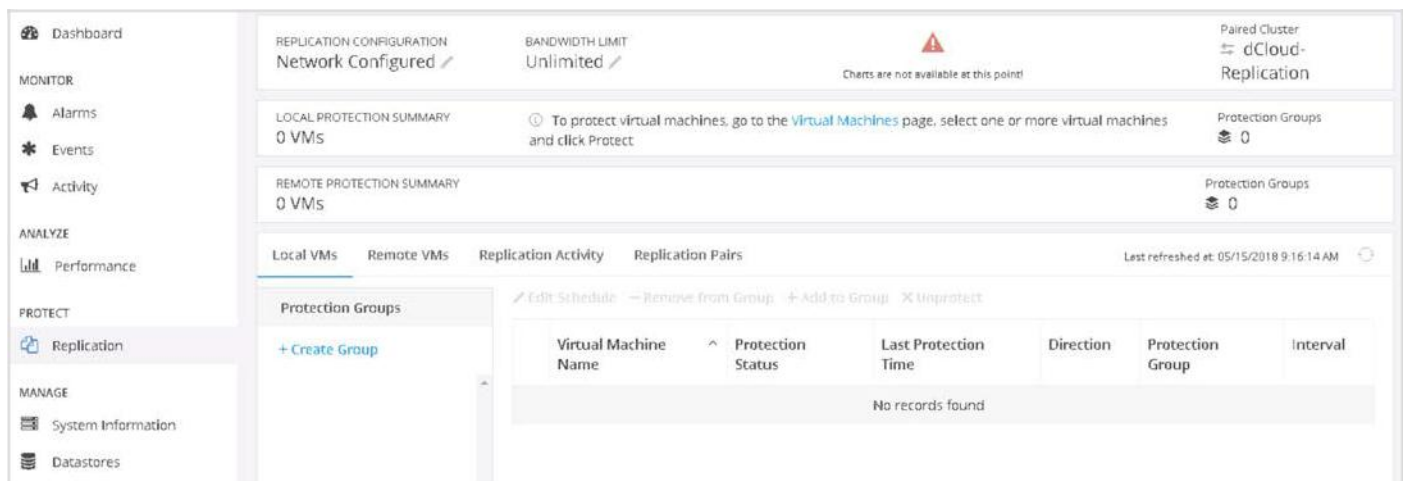 Dashboard
MONITOR
Alarms
Events
Activity
ANALYZE
Performance
PROTECT
Replication
MANAGE
System Information
Datastores
REPLICATION CONFIGURATION
Network Configured
BANDWIDTH LIMIT
Unlimited
Charts are not available at this point!
Paired Cluster
dCloud-
Replication
LOCAL PROTECTION SUMMARY
0 VMs
To protect virtual machines, go to the Virtual Machines page, select one or more virtual machines
and click Protect
Protection Groups
0
REMOTE PROTECTION SUMMARY
0 VMs
Protection Groups
0
Local VMs Remote VMs Replication Activity Replication Pairs Last refreshed at: 05/15/2018 9:16:14 AM
Protection Groups
+ Create Group
Edit Schedule Remove from Group + Add to Group X Unprotect
Virtual Machine Protection Last Protection Direction Protection Interval
Name Status Time Group
No records found